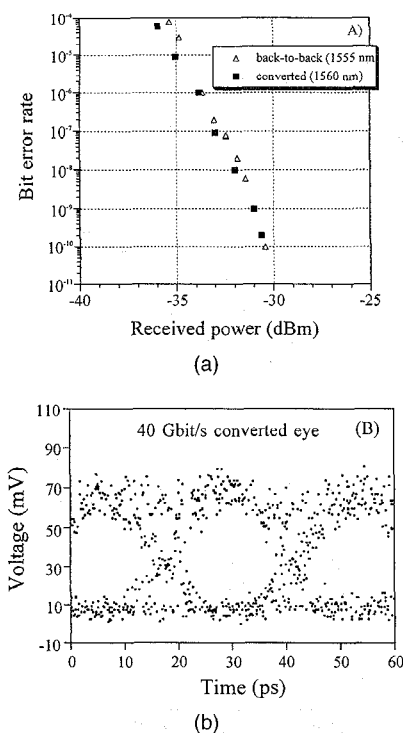 10⁻⁴
A)
back-to-back (1555 nm
converted (1560 nm)
10⁻⁵
10⁻⁶
10⁻⁷
10⁻⁸
10⁻⁹
10⁻¹⁰
10⁻¹¹
Bit error rate
-40 -35 -30 -25
Received power (dBm)
(a)
110
40 Gbit/s converted eye (B)
90
70
50
30
10
-10
Voltage (mV)
0 10 20 30 40 50 60
Time (ps)
(b)